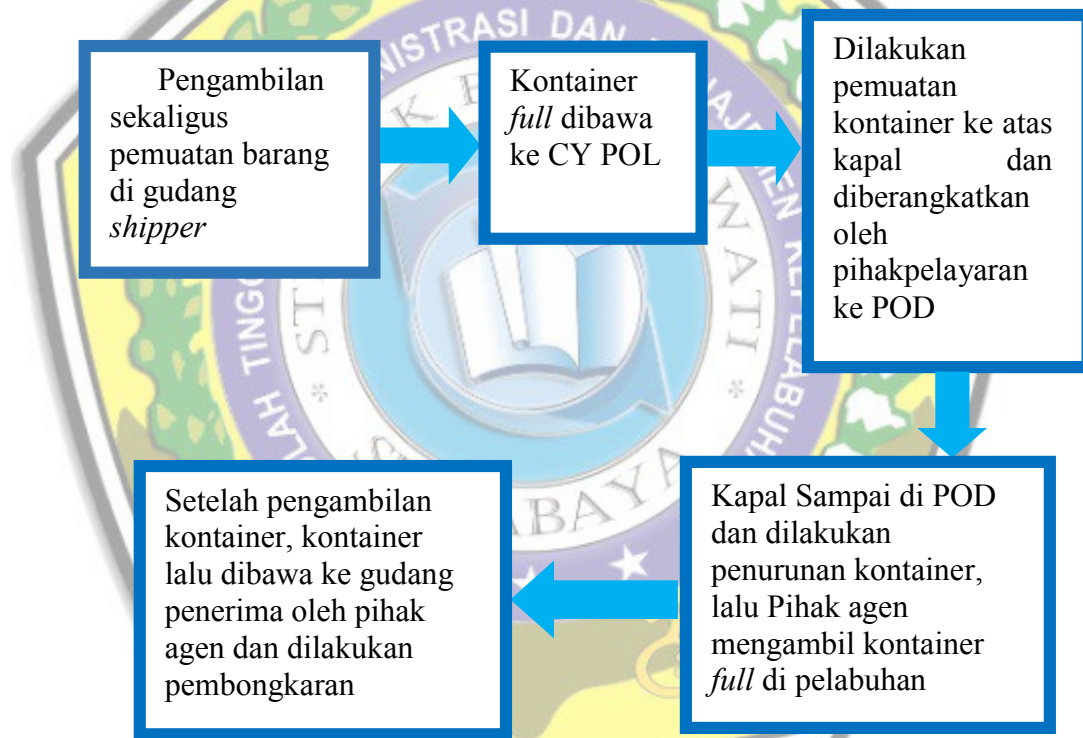 Pengambilan
sekaligus
pemuatan barang
di gudang
shipper
Kontainer
full dibawa
ke CY POL
Dilakukan
pemuatan
kontainer ke atas
kapal dan
diberangkatkan
oleh
pihakpelayaran
ke POD
Kapal Sampai di POD
dan dilakukan
penurunan kontainer,
lalu Pihak agen
mengambil kontainer
full di pelabuhan
Setelah pengambilan
kontainer, kontainer
lalu dibawa ke gudang
penerima oleh pihak
agen dan dilakukan
pembongkaran